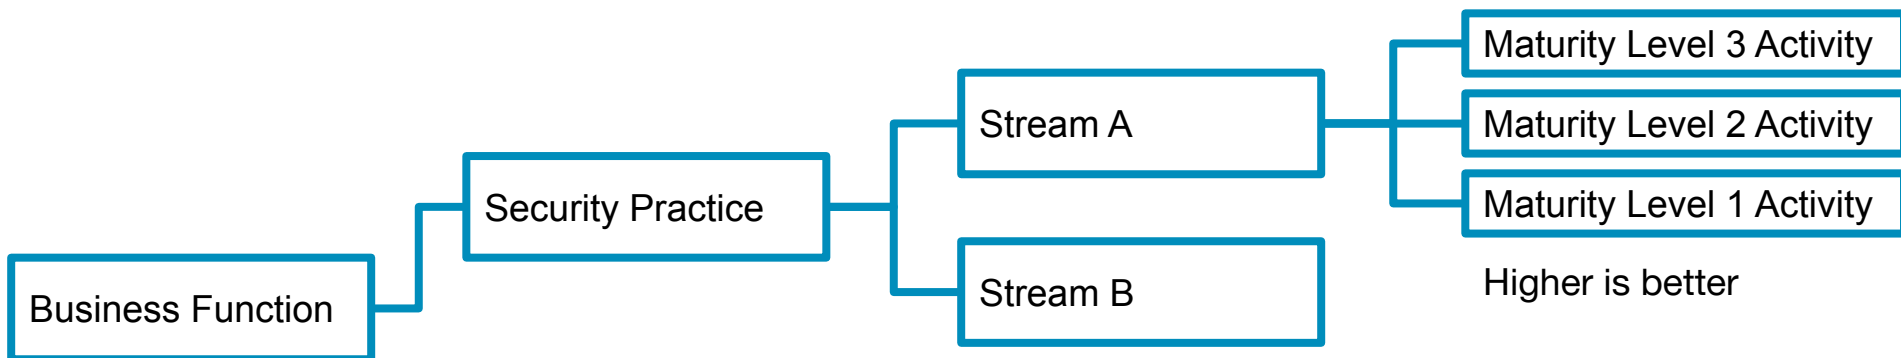 Business Function
Security Practice
Stream A
Stream B
Maturity Level 3 Activity
Maturity Level 2 Activity
Maturity Level 1 Activity
Higher is better